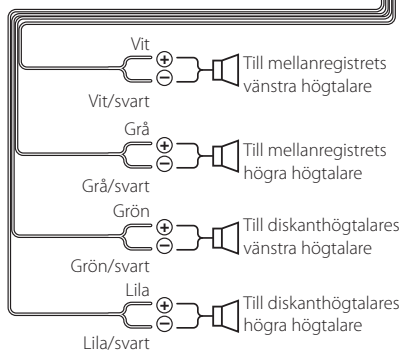 Vit
⊕
⊖
Till mellanregistrets
vänstra högtalare
Vit/svart
Grå
⊕
⊖
Till mellanregistrets
högra högtalare
Grå/svart
Grön
⊕
⊖
Till diskanthögtalares
vänstra högtalare
Grön/svart
Lila
⊕
⊖
Till diskanthögtalares
högra högtalare
Lila/svart